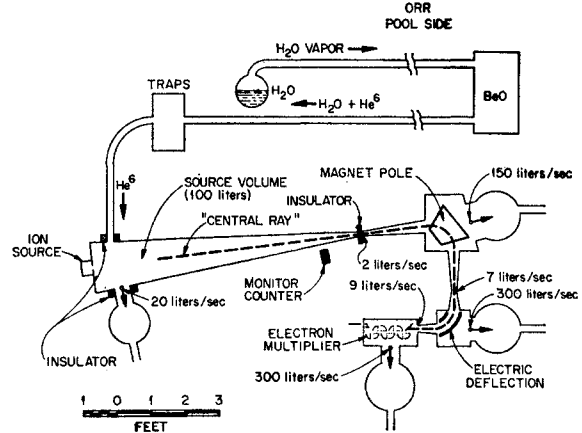 ORR
POOL SIDE
H2O VAPOR
H2O
BeO
H2O + He6
TRAPS
He6
SOURCE VOLUME
(100 liters)
"CENTRAL RAY"
INSULATOR
MAGNET POLE
150 liters/sec
ION
SOURCE
MONITOR
COUNTER
2 liters/sec
20 liters/sec
9 liters/sec
7 liters/sec
300 liters/sec
ELECTRON
MULTIPLIER
INSULATOR
300 liters/sec
ELECTRIC
DEFLECTION
1 0 1 2 3
FEET